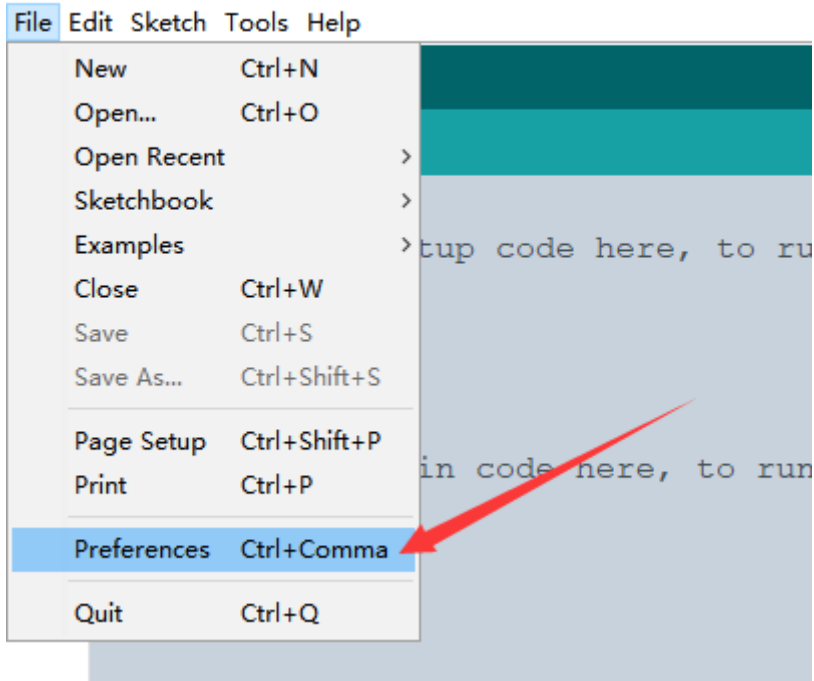 File Edit Sketch Tools Help
New Ctrl+N
Open... Ctrl+O
Open Recent >
Sketchbook >
Examples >
tup code here, to ru
Close Ctrl+W
Save Ctrl+S
Save As... Ctrl+Shift+S
Page Setup Ctrl+Shift+P
in code here, to run
Print Ctrl+P
Preferences Ctrl+Comma
Quit Ctrl+Q